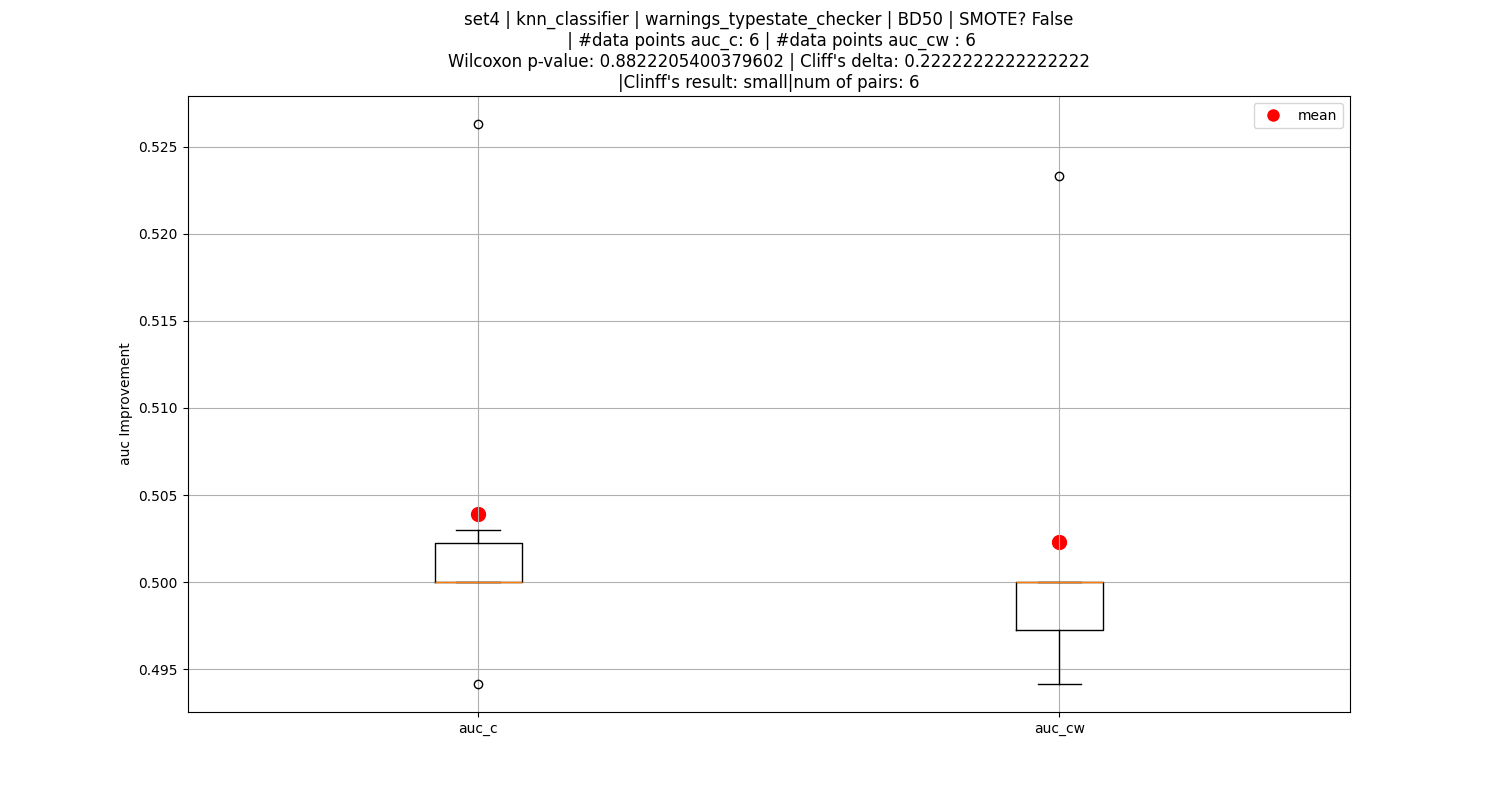 set4 | knn_classifier | warnings_typestate_checker | BD50 | SMOTE? False
| #data points auc_c: 6 | #data points auc_cw : 6
Wilcoxon p-value: 0.8822205400379602 | Cliff's delta: 0.2222222222222222
|Clinff's result: small|num of pairs: 6
mean
0.525
0.520
0.515
0.510
0.505
0.500
0.495
auc Improvement
auc_c
auc_cw